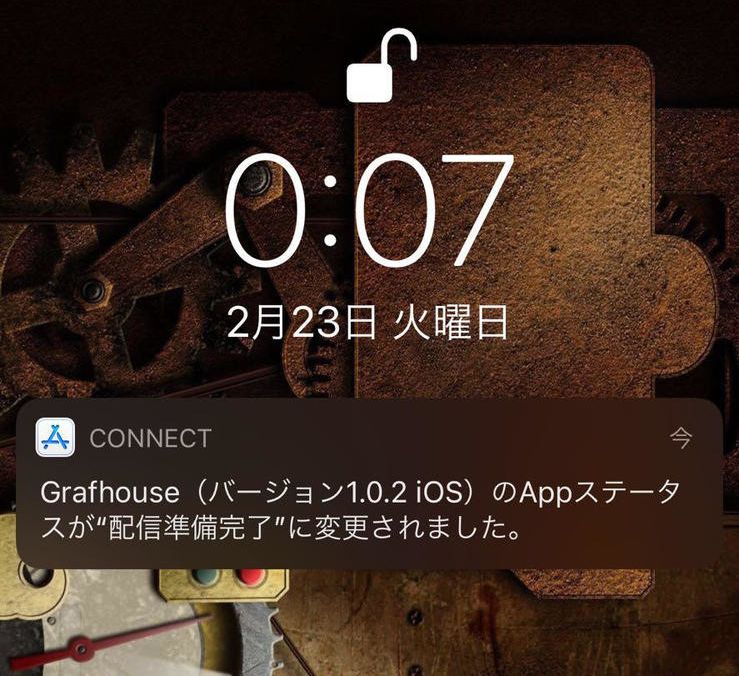 0:07
2月23日 火曜日
CONNECT 今
Grafhouse（バージョン1.0.2 iOS）のAppステータ
スが“配信準備完了”に変更されました。